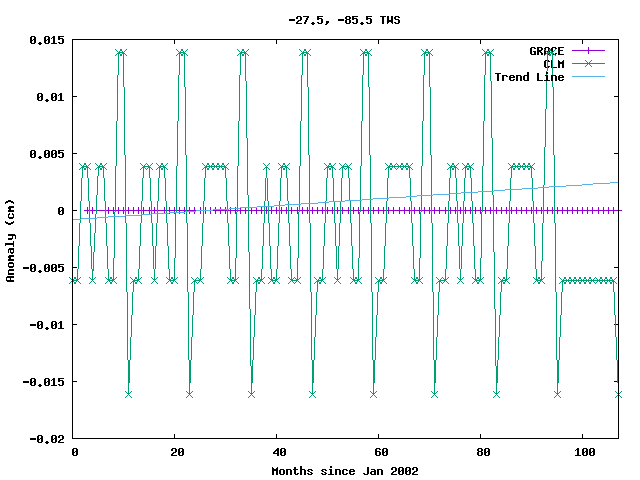 -27.5, -85.5 TWS
GRACE
CLM
Trend Line
0.015
0.01
0.005
0
-0.005
-0.01
-0.015
-0.02
Anomaly (cm)
0 20 40 60 80 100
Months since Jan 2002